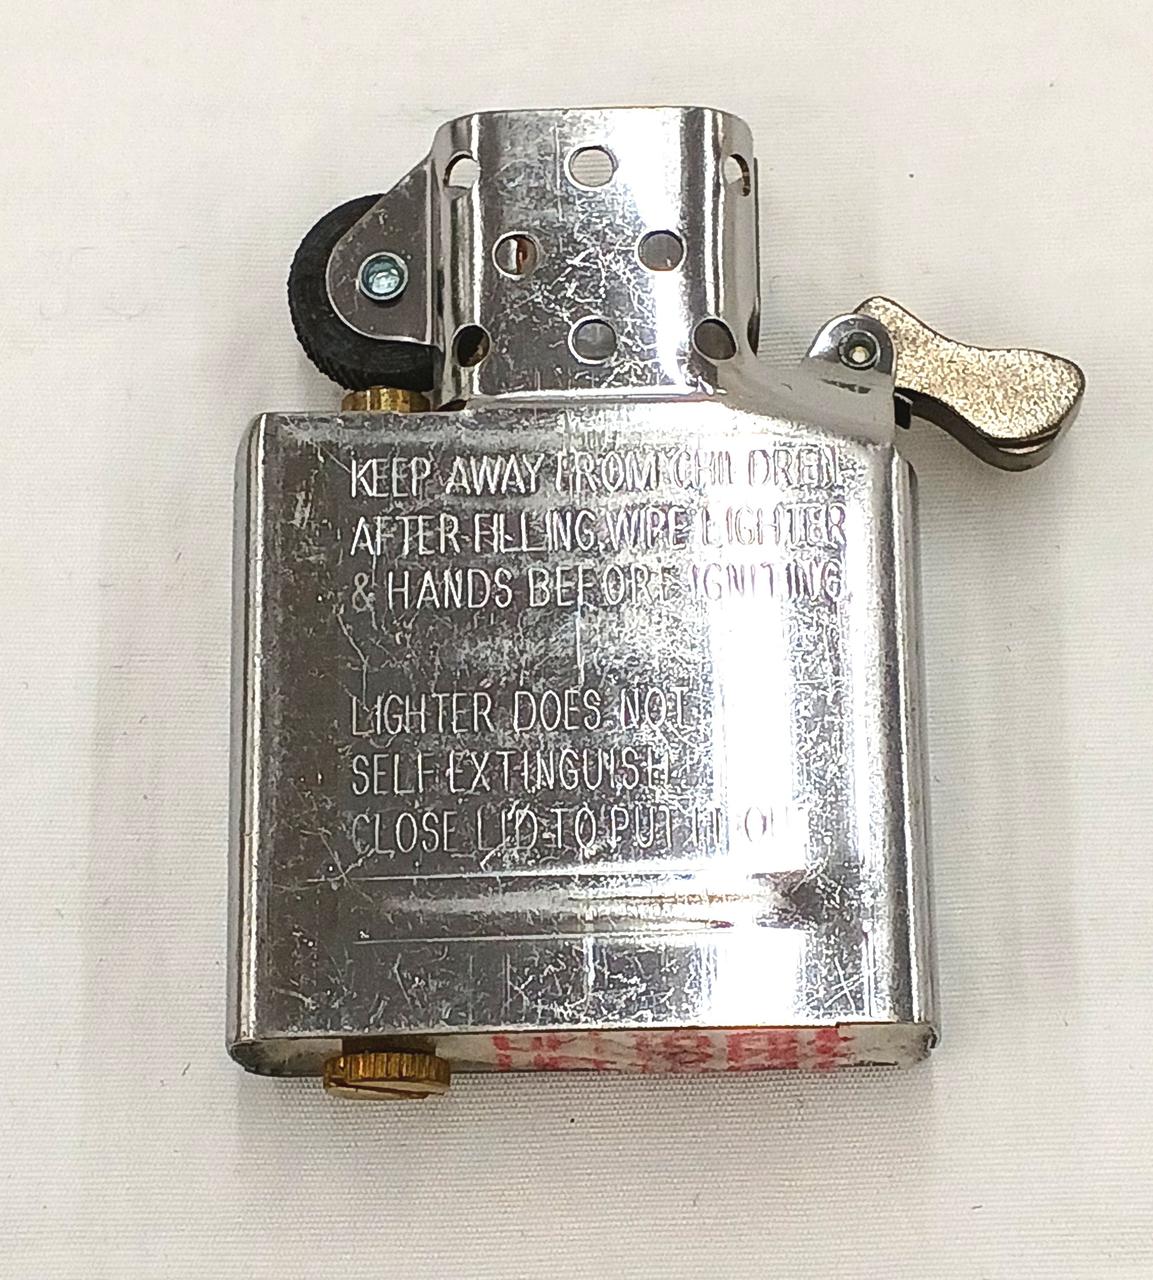 KEEP AWAY FROM CHILDREN
AFTER FILLING, WIPE LIGHTER
& HANDS BEFORE IGNITING.
LIGHTER DOES NOT
SELF EXTINGUISH
CLOSE LID TO PUT IT OUT